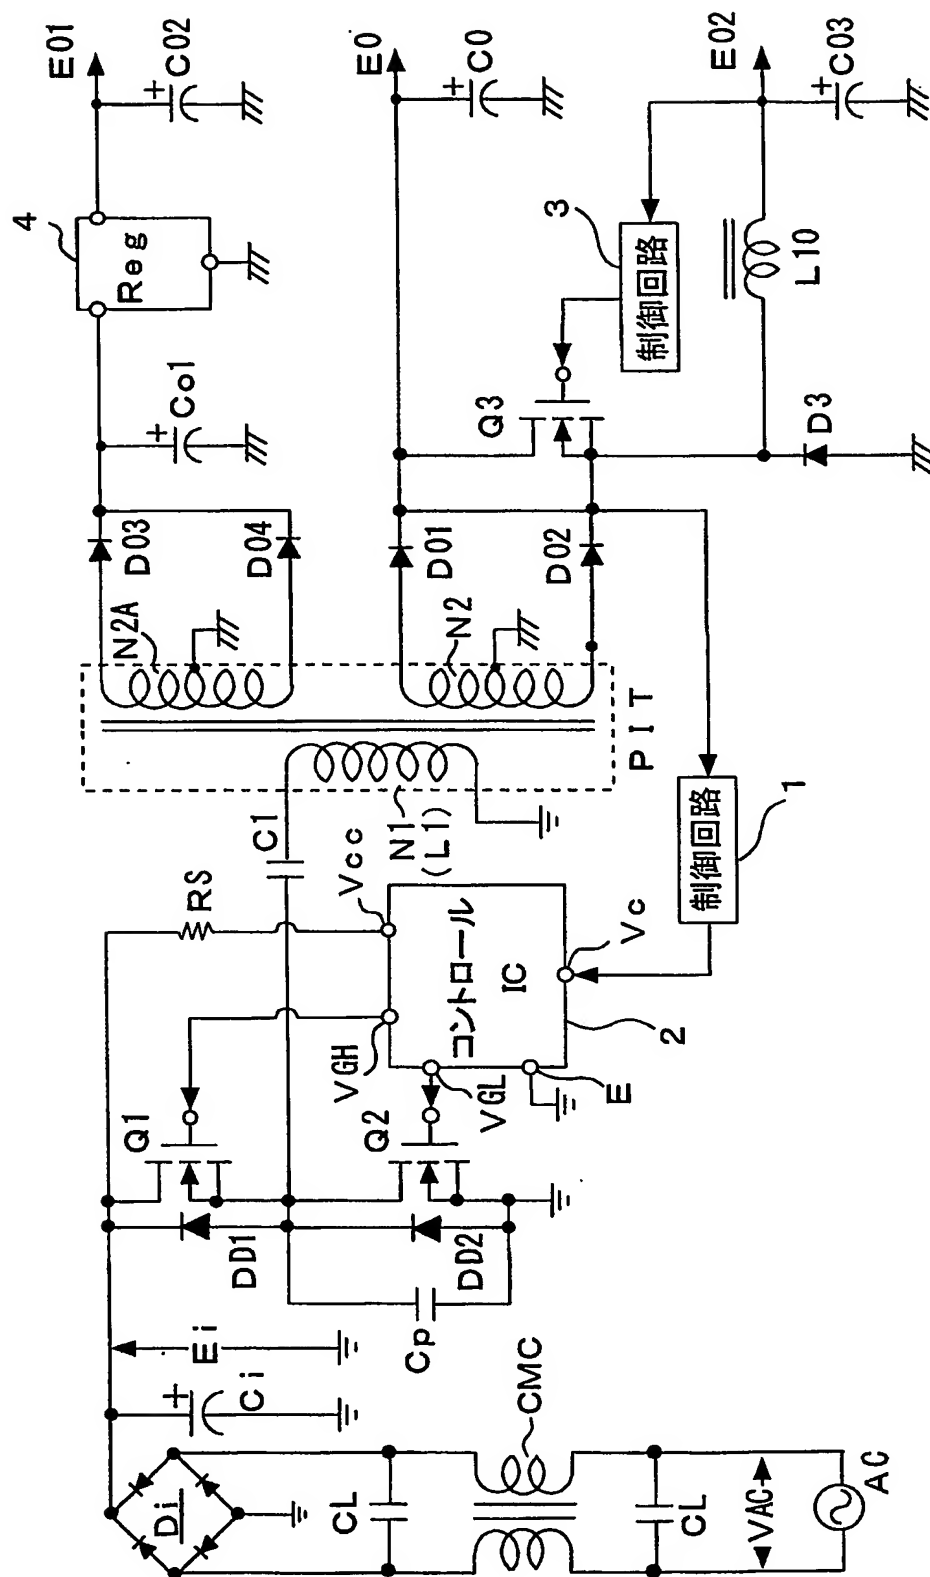 E01
C02
4
Reg
Co1
D03
D04
N2A
E0
C0
E02
C03
3
制御回路
Q3
L10
D3
D01
D02
N2
PIT
C1
N1
(L1)
RS
Vcc
コントロール
IC
Vc
制御回路
1
2
VGH
VGL
E
Q1
Q2
DD1
DD2
Cp
Ei
Ci
Di
CMC
CL
CL
VAC
AC